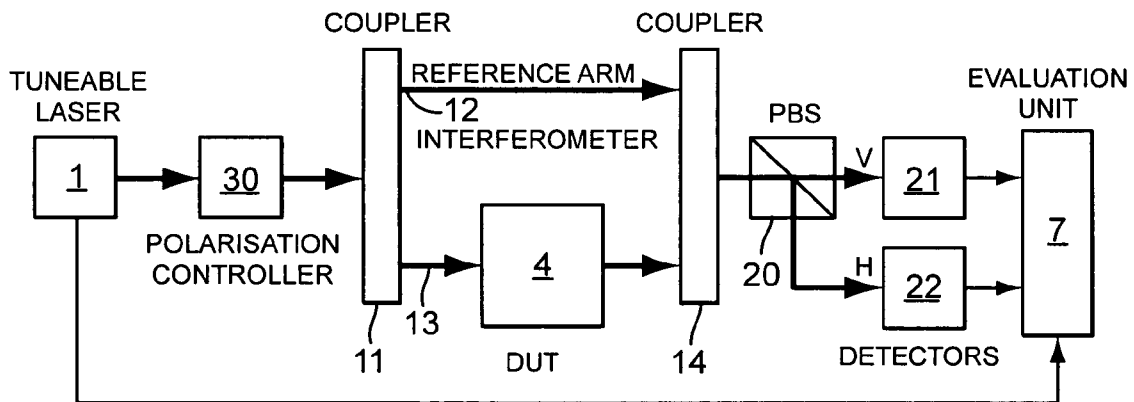 COUPLER
COUPLER
TUNEABLE
LASER
REFERENCE ARM
12
INTERFEROMETER
PBS
EVALUATION
UNIT
1
30
V
21
7
POLARISATION
CONTROLLER
4
20
H
22
13
11
DUT
14
DETECTORS